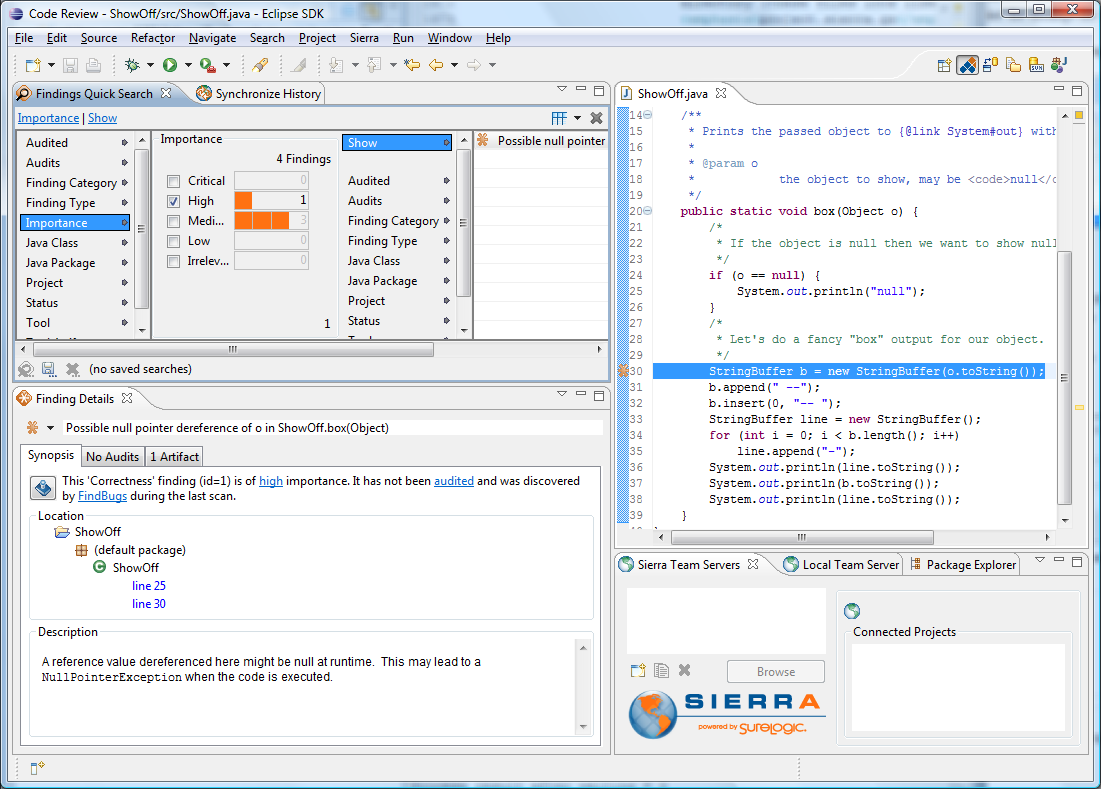 Code Review - ShowOff/src/ShowOff.java - Eclipse SDK
File Edit Source Refactor Navigate Search Project Sierra Run Window Help
Findings Quick Search
Synchronize History
Importance | Show
Audited
Audits
Finding Category
Finding Type
Importance
Java Class
Java Package
Project
Status
Tool
Importance
4 Findings
Critical 0
High 1
Medi... 3
Low 0
Irrelev... 0
1
Show
Audited
Audits
Finding Category
Finding Type
Java Class
Java Package
Project
Status
Possible null pointer
(no saved searches)
Finding Details
Possible null pointer dereference of o in ShowOff.box(Object)
Synopsis No Audits 1 Artifact
This 'Correctness' finding (id=1) is of high importance. It has not been audited and was discovered
by FindBugs during the last scan.
Location
ShowOff
(default package)
ShowOff
line 25
line 30
Description
A reference value dereferenced here might be null at runtime. This may lead to a
NullPointerException when the code is executed.
ShowOff.java
14 /**
15 * Prints the passed object to {@link System#out} with
16 *
17 * @param o
18 * the object to show, may be <code>null</c
19 */
20 public static void box(Object o) {
21 /*
22 * If the object is null then we want to show null
23 */
24 if (o == null) {
25 System.out.println("null");
26 }
27 /*
28 * Let's do a fancy "box" output for our object.
29 */
30 StringBuffer b = new StringBuffer(o.toString());
31 b.append(" --");
32 b.insert(0, "-- ");
33 StringBuffer line = new StringBuffer();
34 for (int i = 0; i < b.length(); i++)
35 line.append("-");
36 System.out.println(line.toString());
37 System.out.println(b.toString());
38 System.out.println(line.toString());
39 }
Sierra Team Servers
Local Team Server
Package Explorer
Browse
SIERRA
powered by SureLogic.
Connected Projects